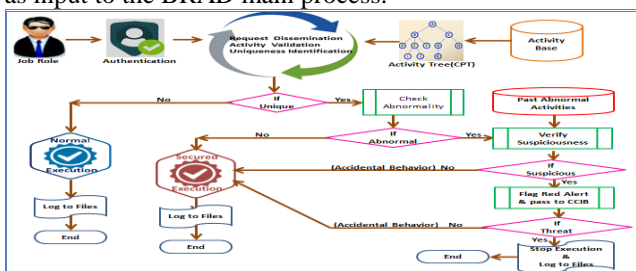 as input to the BRAD main process.
Request Dissemination
Activity Validation
Uniqueness Identification
Job Role
Authentication
Activity Tree(CPT)
Activity
Base
No
If
Unique
Yes
Check
Abnormality
Past Abnormal
Activities
No
If
Abnormal
Yes
Verify
Suspiciousness
Normal
Execution
Secured
Execution
(Accidental Behavior) No
If
Suspicious
Yes
Log to Files
Log to Files
Flag Red Alert
& pass to CCIB
(Accidental Behavior) No
If
Threat
Yes
End
End
End
Stop Execution
&
Log to Files